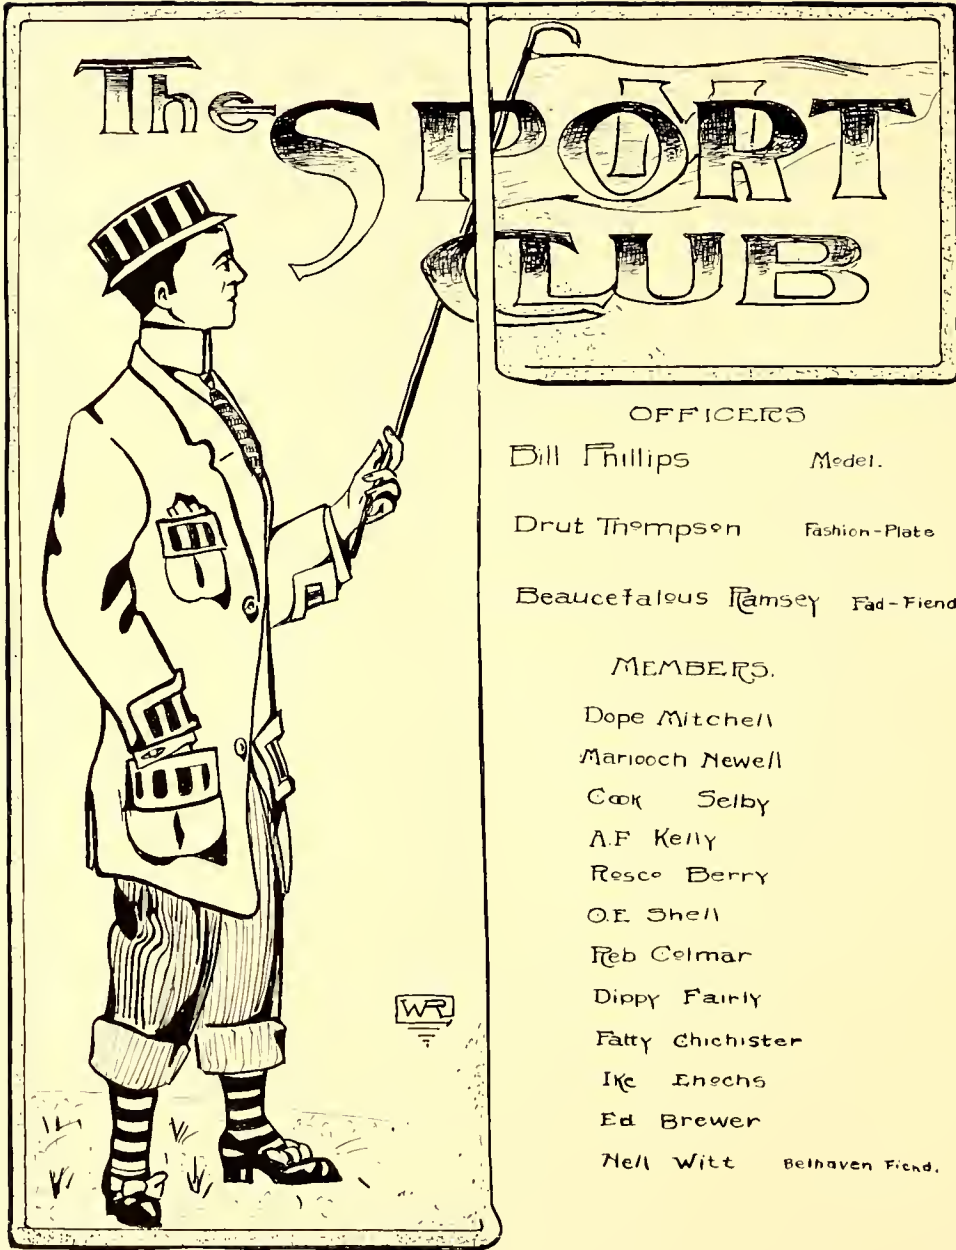 The SPORT
M
CLUB
OFFICERS
Bill Phillips Model.
Drut Thompson Fashion-Plate
Beaucefalous Ramsey Fad-Fiend
MEMBERS.
Dope Mitchell
Mariooch Newell
Cook Selby
A.F Kelly
Rosco Berry
O.E. Shell
Reb Colmar
Dippy Fairly
Fatty Chichister
Ike Enochs
Ed Brewer
Nell Witt Belhaven Fiend.
WR